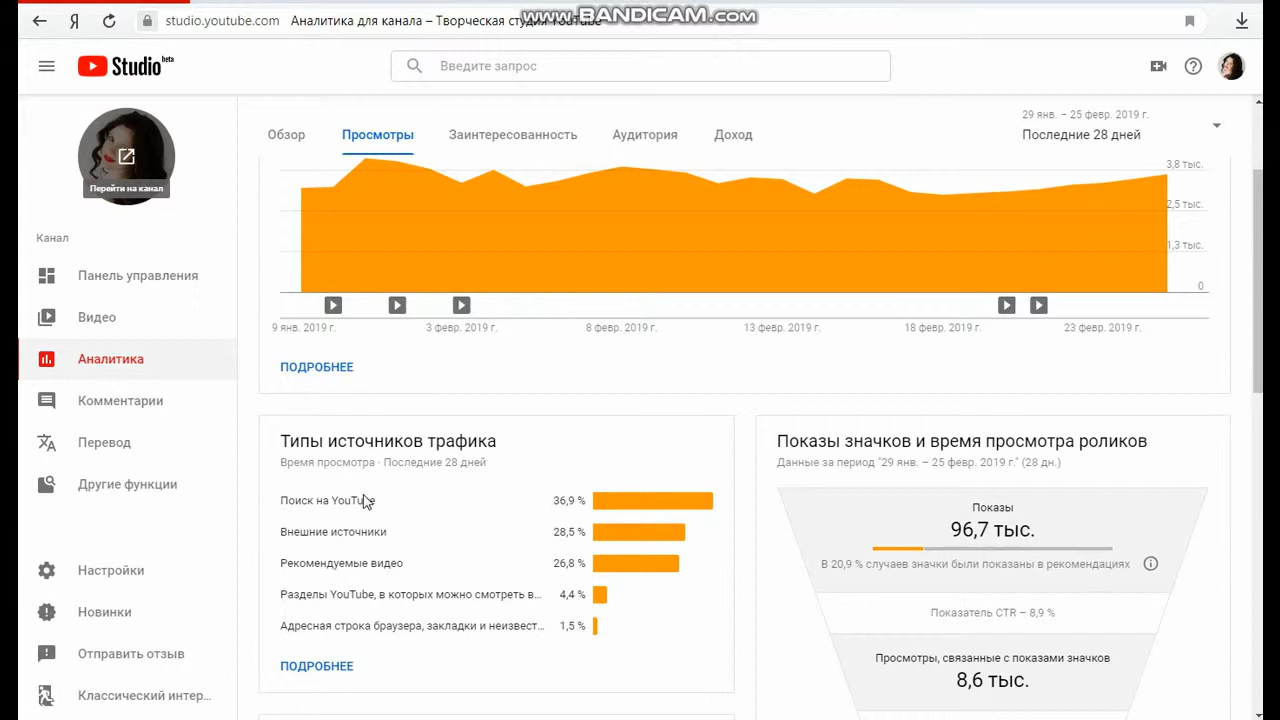 studio.youtube.com
Аналитика для канала – Творческая студия YouTube
www.BANDICAM.com
Studio beta
Введите запрос
Перейти на канал
Канал
Панель управления
Видео
Аналитика
Комментарии
Перевод
Другие функции
Настройки
Новинки
Отправить отзыв
Классический интер...
Обзор
Просмотры
Заинтересованность
Аудитория
Доход
29 янв. – 25 февр. 2019 г.
Последние 28 дней
3,8 тыс.
2,5 тыс.
1,3 тыс.
0
9 янв. 2019 г.
3 февр. 2019 г.
8 февр. 2019 г.
13 февр. 2019 г.
18 февр. 2019 г.
23 февр. 2019 г.
ПОДРОБНЕЕ
Типы источников трафика
Время просмотра · Последние 28 дней
Поиск на YouTube 36,9 %
Внешние источники 28,5 %
Рекомендуемые видео 26,8 %
Разделы YouTube, в которых можно смотреть в... 4,4 %
Адресная строка браузера, закладки и неизвест... 1,5 %
ПОДРОБНЕЕ
Показы значков и время просмотра роликов
Данные за период "29 янв. – 25 февр. 2019 г." (28 дн.)
Показы
96,7 тыс.
В 20,9 % случаев значки были показаны в рекомендациях
Показатель CTR – 8,9 %
Просмотры, связанные с показами значков
8,6 тыс.